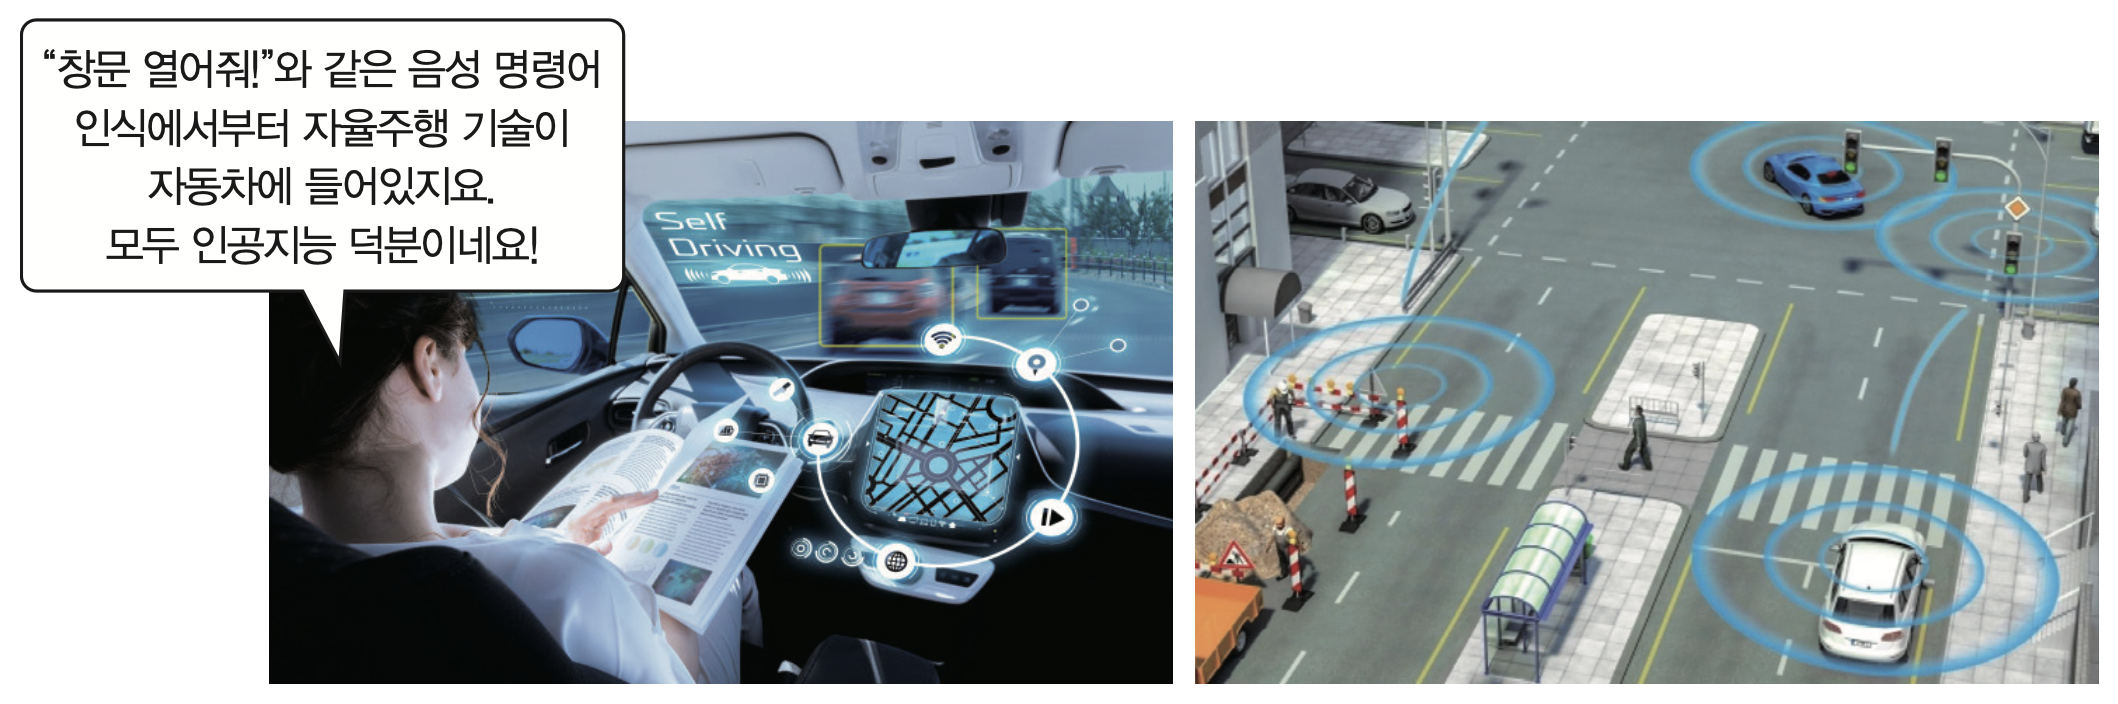 “창문 열어줘!”와 같은 음성 명령어
인식에서부터 자율주행 기술이
자동차에 들어있지요.
모두 인공지능 덕분이네요!
Self
Driving